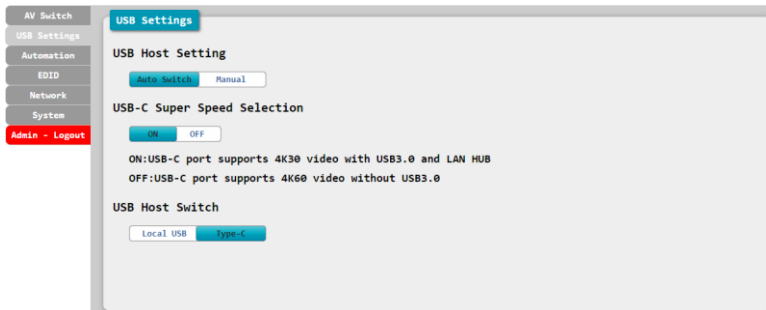 AV Switch
USB Settings
Automation
EDID
Network
System
Admin - Logout
USB Settings
USB Host Setting
Auto Switch Manual
USB-C Super Speed Selection
ON OFF
ON:USB-C port supports 4K30 video with USB3.0 and LAN HUB
OFF:USB-C port supports 4K60 video without USB3.0
USB Host Switch
Local USB Type-C